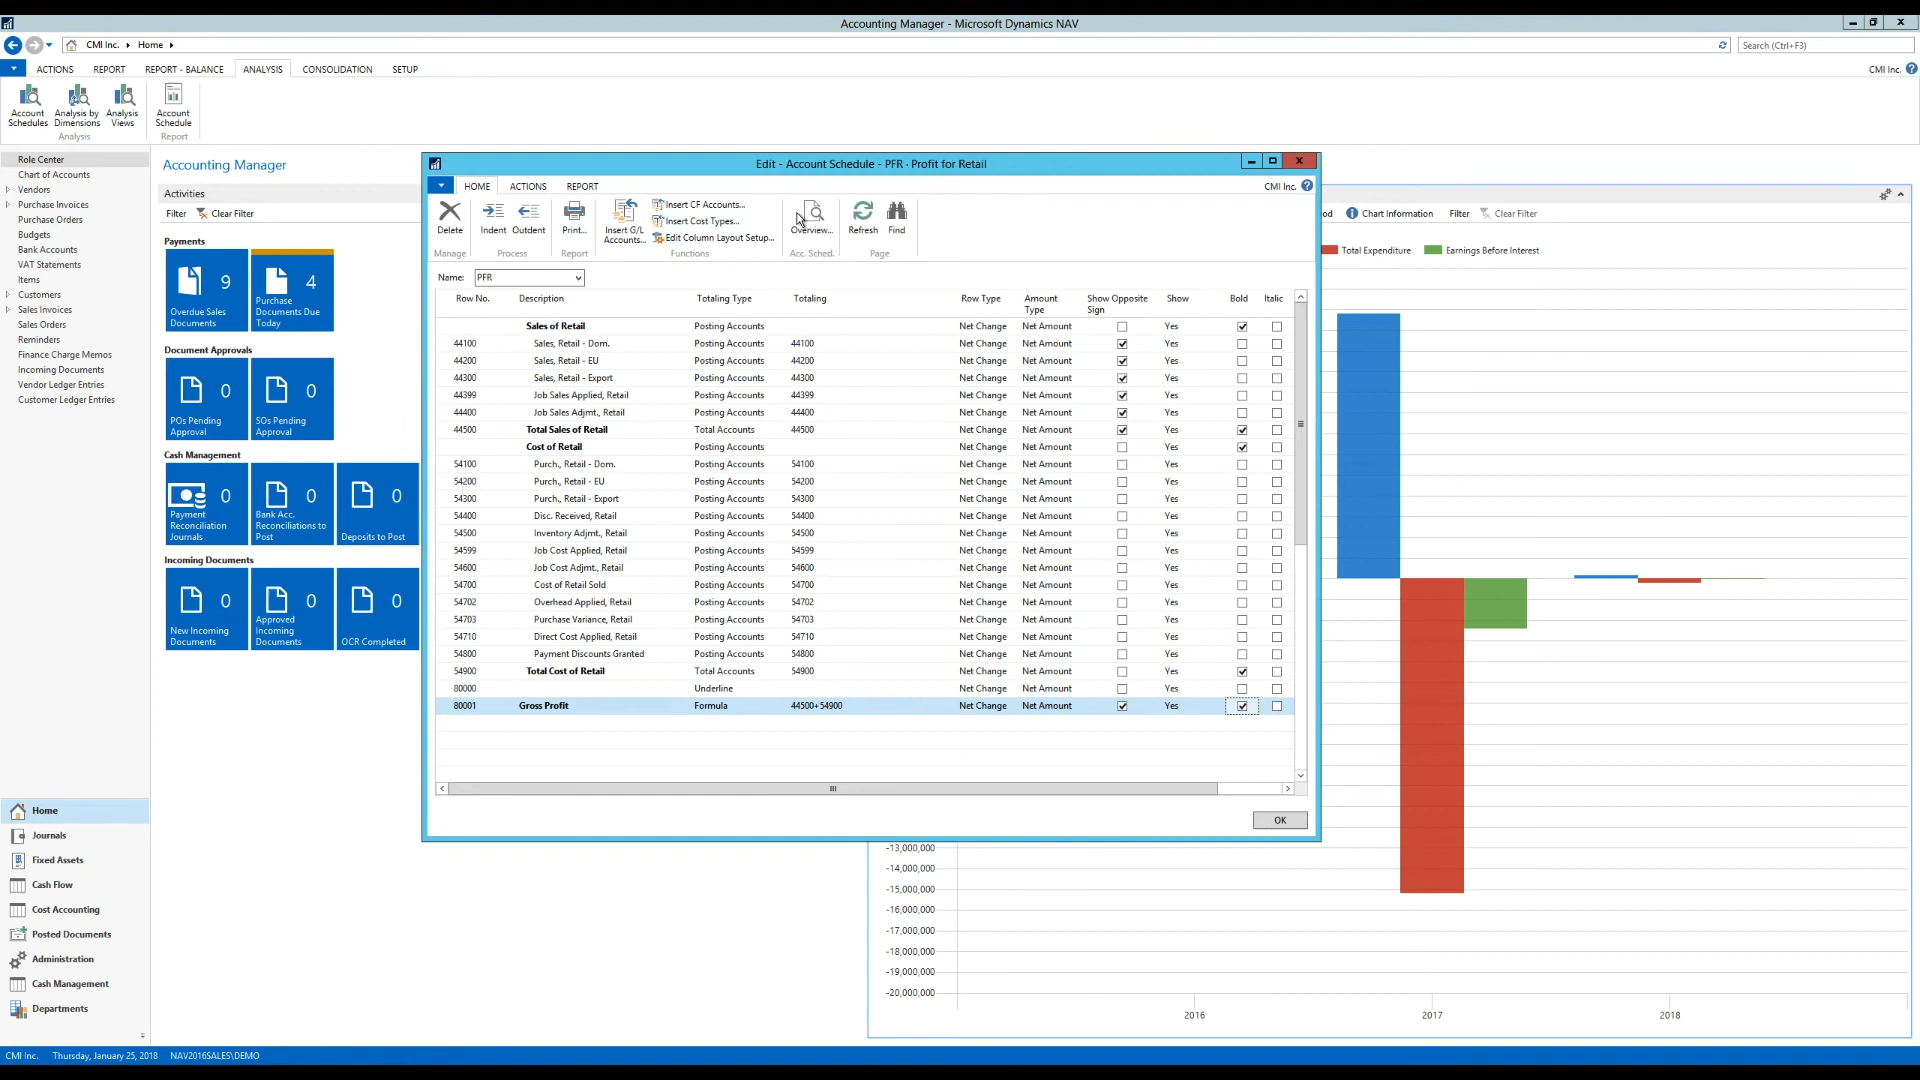 Accounting Manager - Microsoft Dynamics NAV
CMI Inc. Home
Search (Ctrl+F3)
ACTIONS REPORT REPORT - BALANCE ANALYSIS CONSOLIDATION SETUP
CMI Inc.
Account Schedules
Analysis by Dimensions
Analysis Views
Account Schedule
Analysis
Report
Role Center
Chart of Accounts
Vendors
Purchase Invoices
Purchase Orders
Budgets
Bank Accounts
VAT Statements
Items
Customers
Sales Invoices
Sales Orders
Reminders
Finance Charge Memos
Incoming Documents
Vendor Ledger Entries
Customer Ledger Entries
Home
Journals
Fixed Assets
Cash Flow
Cost Accounting
Posted Documents
Administration
Cash Management
Departments
Accounting Manager
Activities
Filter Clear Filter
Payments
9 Overdue Sales Documents
4 Purchase Documents Due Today
Document Approvals
0 POs Pending Approval
0 SOs Pending Approval
Cash Management
0 Payment Reconciliation Journals
0 Bank Acc. Reconciliations to Post
0 Deposits to Post
Incoming Documents
0 New Incoming Documents
0 Approved Incoming Documents
0 OCR Completed
Edit - Account Schedule - PFR · Profit for Retail
HOME ACTIONS REPORT
CMI Inc.
Delete
Indent
Outdent
Print...
Insert G/L Accounts...
Insert CF Accounts...
Insert Cost Types...
Edit Column Layout Setup...
Overview...
Refresh
Find
Manage Process Report Functions Acc. Sched. Page
Name: PFR
Row No. Description Totaling Type Totaling Row Type Amount Type Show Opposite Sign Show Bold Italic
Sales of Retail Posting Accounts Net Change Net Amount Yes
44100 Sales, Retail - Dom. Posting Accounts 44100 Net Change Net Amount Yes
44200 Sales, Retail - EU Posting Accounts 44200 Net Change Net Amount Yes
44300 Sales, Retail - Export Posting Accounts 44300 Net Change Net Amount Yes
44399 Job Sales Applied, Retail Posting Accounts 44399 Net Change Net Amount Yes
44400 Job Sales Adjmt., Retail Posting Accounts 44400 Net Change Net Amount Yes
44500 Total Sales of Retail Total Accounts 44500 Net Change Net Amount Yes
Cost of Retail Posting Accounts Net Change Net Amount Yes
54100 Purch., Retail - Dom. Posting Accounts 54100 Net Change Net Amount Yes
54200 Purch., Retail - EU Posting Accounts 54200 Net Change Net Amount Yes
54300 Purch., Retail - Export Posting Accounts 54300 Net Change Net Amount Yes
54400 Disc. Received, Retail Posting Accounts 54400 Net Change Net Amount Yes
54500 Inventory Adjmt., Retail Posting Accounts 54500 Net Change Net Amount Yes
54599 Job Cost Applied, Retail Posting Accounts 54599 Net Change Net Amount Yes
54600 Job Cost Adjmt., Retail Posting Accounts 54600 Net Change Net Amount Yes
54700 Cost of Retail Sold Posting Accounts 54700 Net Change Net Amount Yes
54702 Overhead Applied, Retail Posting Accounts 54702 Net Change Net Amount Yes
54703 Purchase Variance, Retail Posting Accounts 54703 Net Change Net Amount Yes
54710 Direct Cost Applied, Retail Posting Accounts 54710 Net Change Net Amount Yes
54800 Payment Discounts Granted Posting Accounts 54800 Net Change Net Amount Yes
54900 Total Cost of Retail Total Accounts 54900 Net Change Net Amount Yes
80000 Underline Net Change Net Amount Yes
80001 Gross Profit Formula 44500+54900 Net Change Net Amount Yes
OK
od Chart Information Filter Clear Filter
Total Expenditure Earnings Before Interest
-13,000,000
-14,000,000
-15,000,000
-16,000,000
-17,000,000
-18,000,000
-19,000,000
-20,000,000
2016 2017 2018
CMI Inc. Thursday, January 25, 2018 NAV2016SALES\DEMO